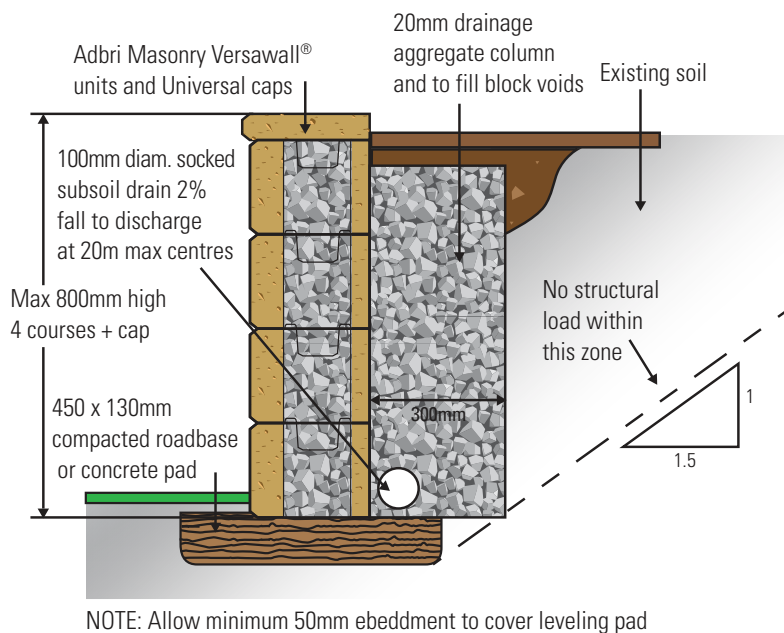 Adbri Masonry Versawall®
units and Universal caps
20mm drainage
aggregate column
and to fill block voids
Existing soil
100mm diam. socked
subsoil drain 2%
fall to discharge
at 20m max centres
Max 800mm high
4 courses + cap
No structural
load within
this zone
450 x 130mm
compacted roadbase
or concrete pad
300mm
1
1.5
NOTE: Allow minimum 50mm ebeddment to cover leveling pad